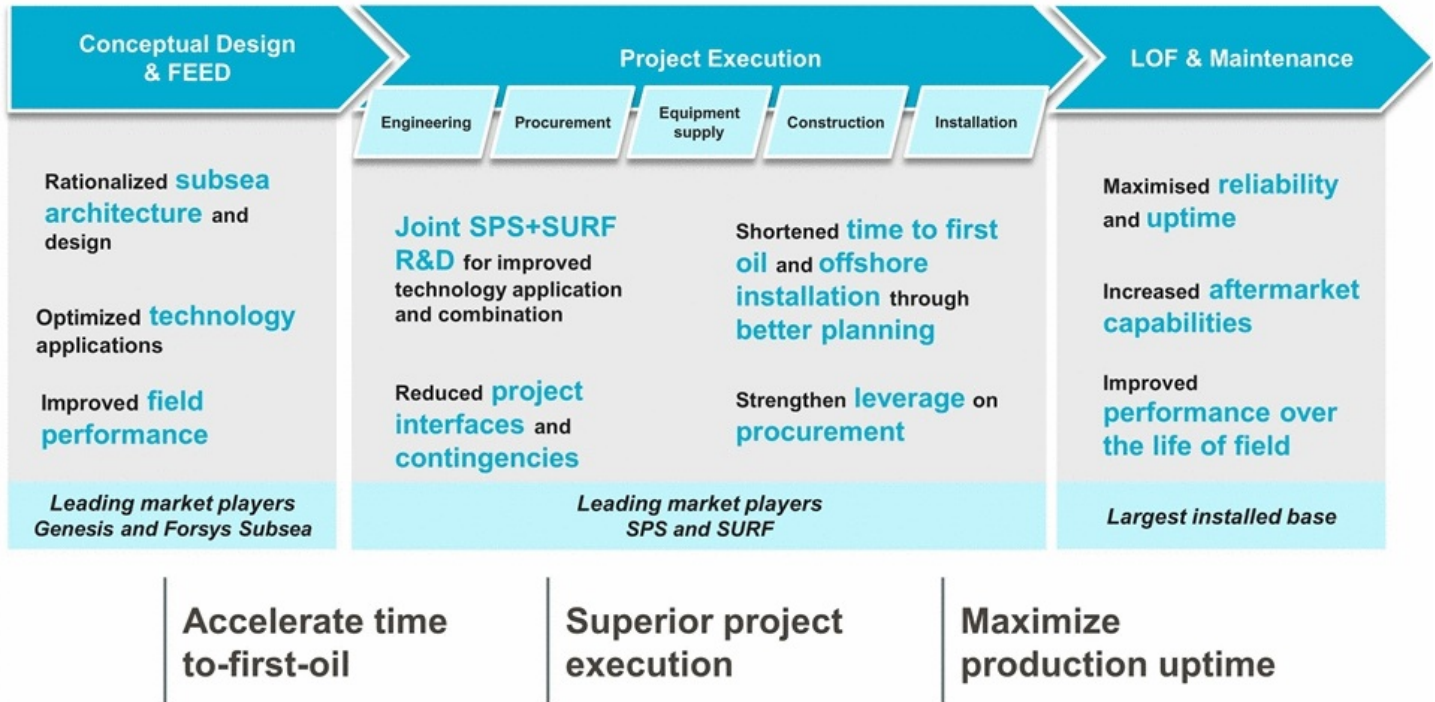 Conceptual Design
& FEED
Project Execution
LOF & Maintenance
Engineering
Procurement
Equipment
supply
Construction
Installation
Rationalized subsea
architecture and
design
Optimized technology
applications
Improved field
performance
Joint SPS+SURF
R&D for improved
technology application
and combination
Reduced project
interfaces and
contingencies
Shortened time to first
oil and offshore
installation through
better planning
Strengthen leverage on
procurement
Maximised reliability
and uptime
Increased aftermarket
capabilities
Improved
performance over
the life of field
Leading market players
Genesis and Forsys Subsea
Leading market players
SPS and SURF
Largest installed base
Accelerate time
to-first-oil
Superior project
execution
Maximize
production uptime